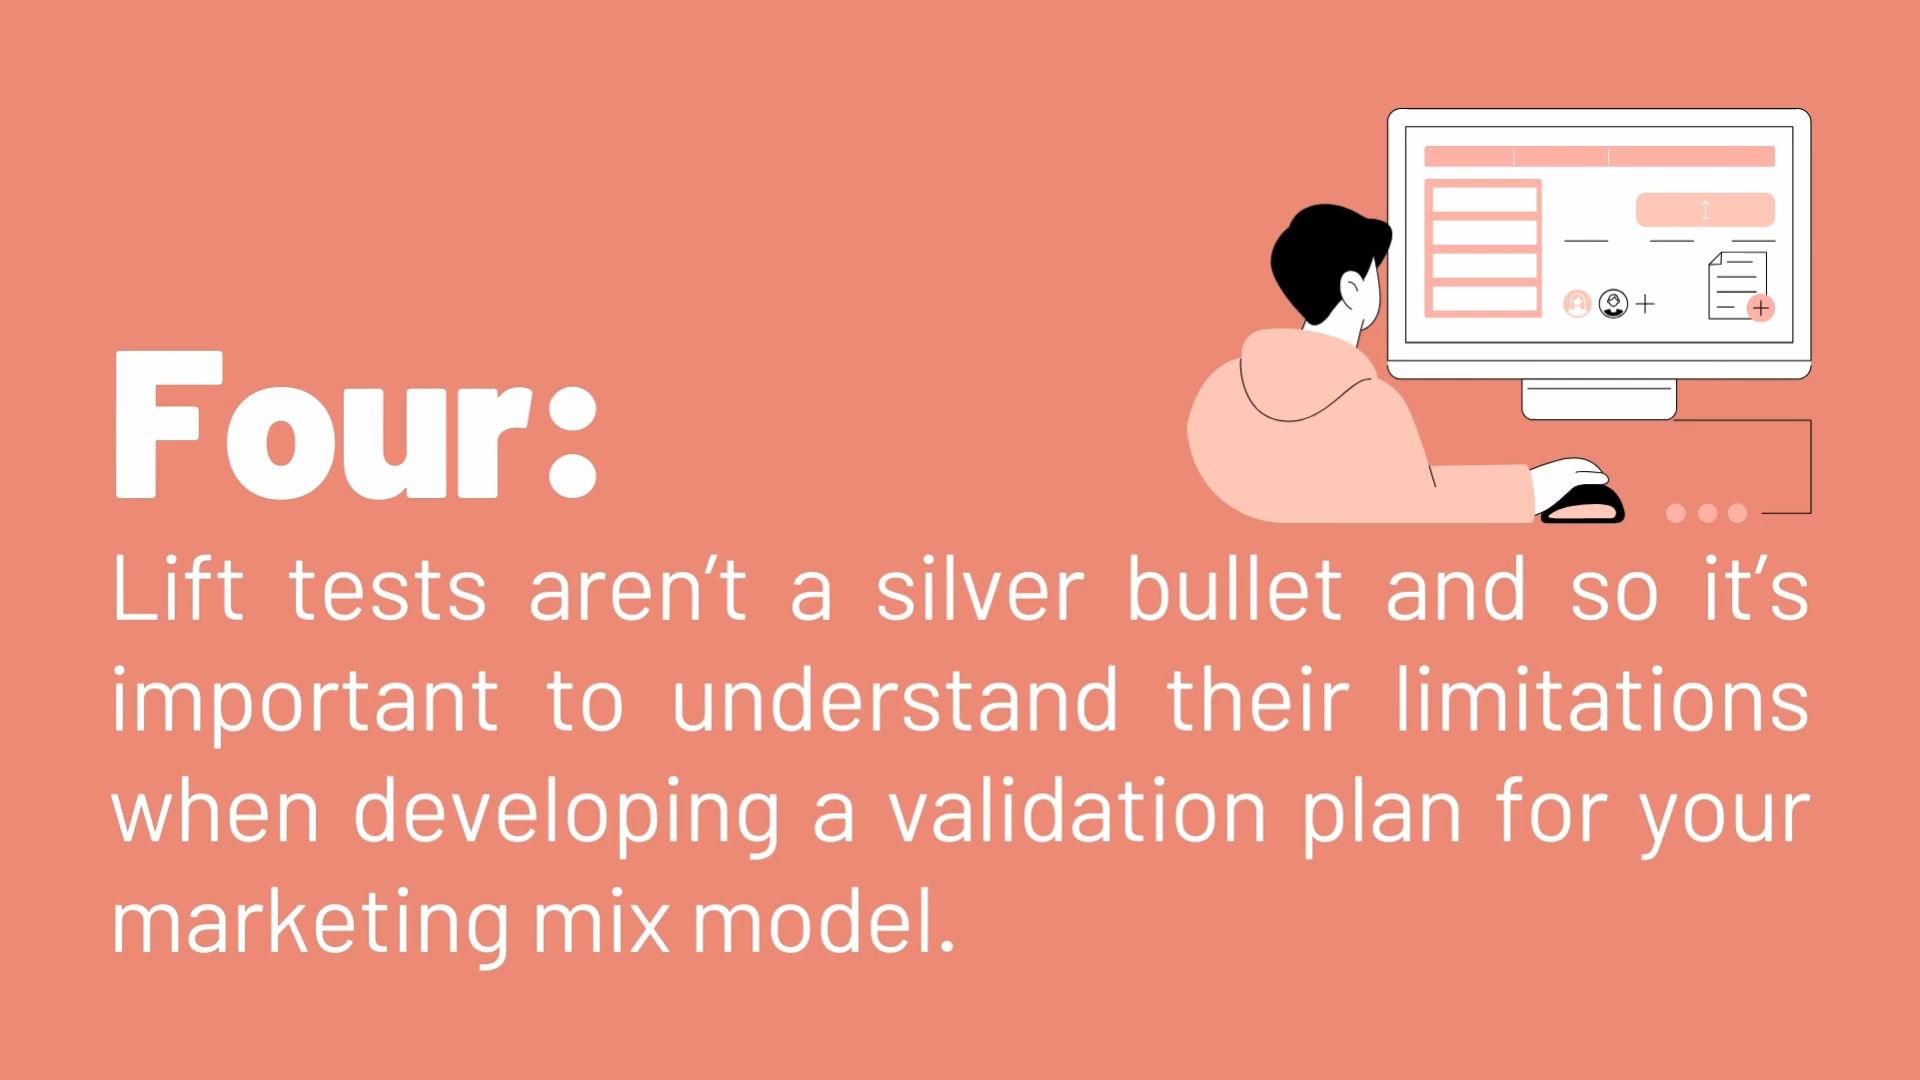 Four:
Lift tests aren’t a silver bullet and so it’s
important to understand their limitations
when developing a validation plan for your
marketing mix model.